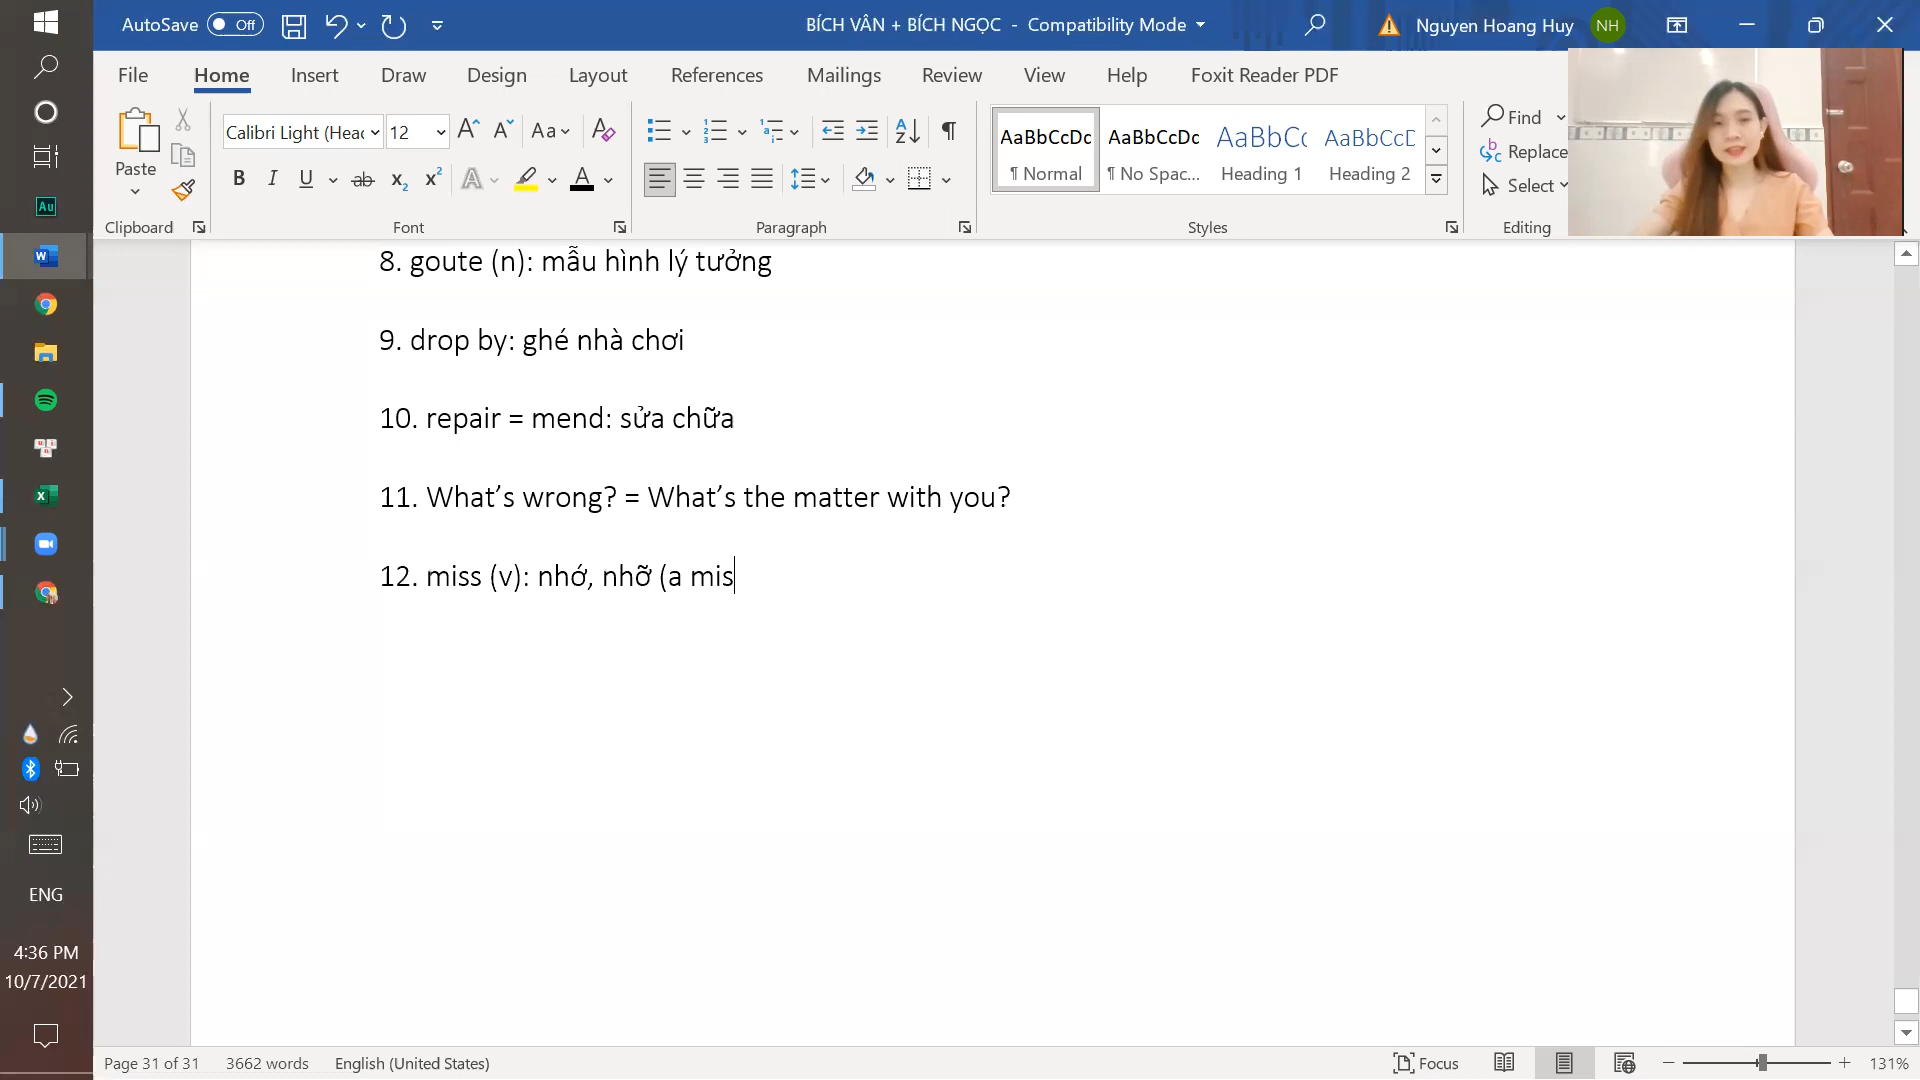 AutoSave Off BÍCH VÂN + BÍCH NGỌC - Compatibility Mode Nguyen Hoang Huy NH
File Home Insert Draw Design Layout References Mailings Review View Help Foxit Reader PDF
Paste
Clipboard
Calibri Light (Head 12
Font
Paragraph
AaBbCcDc AaBbCcDc AaBbCc AaBbCcD
¶ Normal ¶ No Spac... Heading 1 Heading 2
Styles
Find
Replace
Select
Editing
8. goute (n): mẫu hình lý tưởng
9. drop by: ghé nhà chơi
10. repair = mend: sửa chữa
11. What’s wrong? = What’s the matter with you?
12. miss (v): nhớ, nhỡ (a mis
ENG
4:36 PM
10/7/2021
Page 31 of 31 3662 words English (United States) Focus 131%